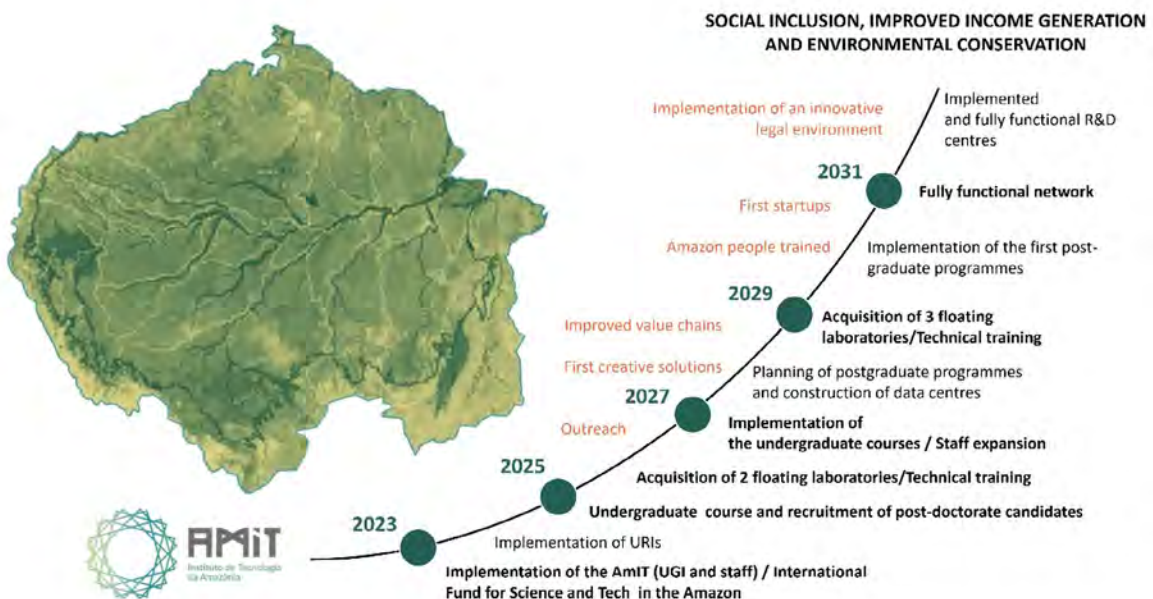 SOCIAL INCLUSION, IMPROVED INCOME GENERATION
AND ENVIRONMENTAL CONSERVATION
Implementation of an innovative
legal environment
Implemented
and fully functional R&D
centres
2031
Fully functional network
First startups
Amazon people trained
Implementation of the first post-
graduate programmes
2029
Acquisition of 3 floating
laboratories/Technical training
Improved value chains
First creative solutions
Planning of postgraduate programmes
and construction of data centres
2027
Implementation of
the undergraduate courses / Staff expansion
Outreach
2025
Acquisition of 2 floating laboratories/Technical training
Undergraduate course and recruitment of post-doctorate candidates
2023
Implementation of URIs
Implementation of the AmIT (UGI and staff) / International
Fund for Science and Tech in the Amazon
AMiT
Instituto de Tecnologia
da Amazônia